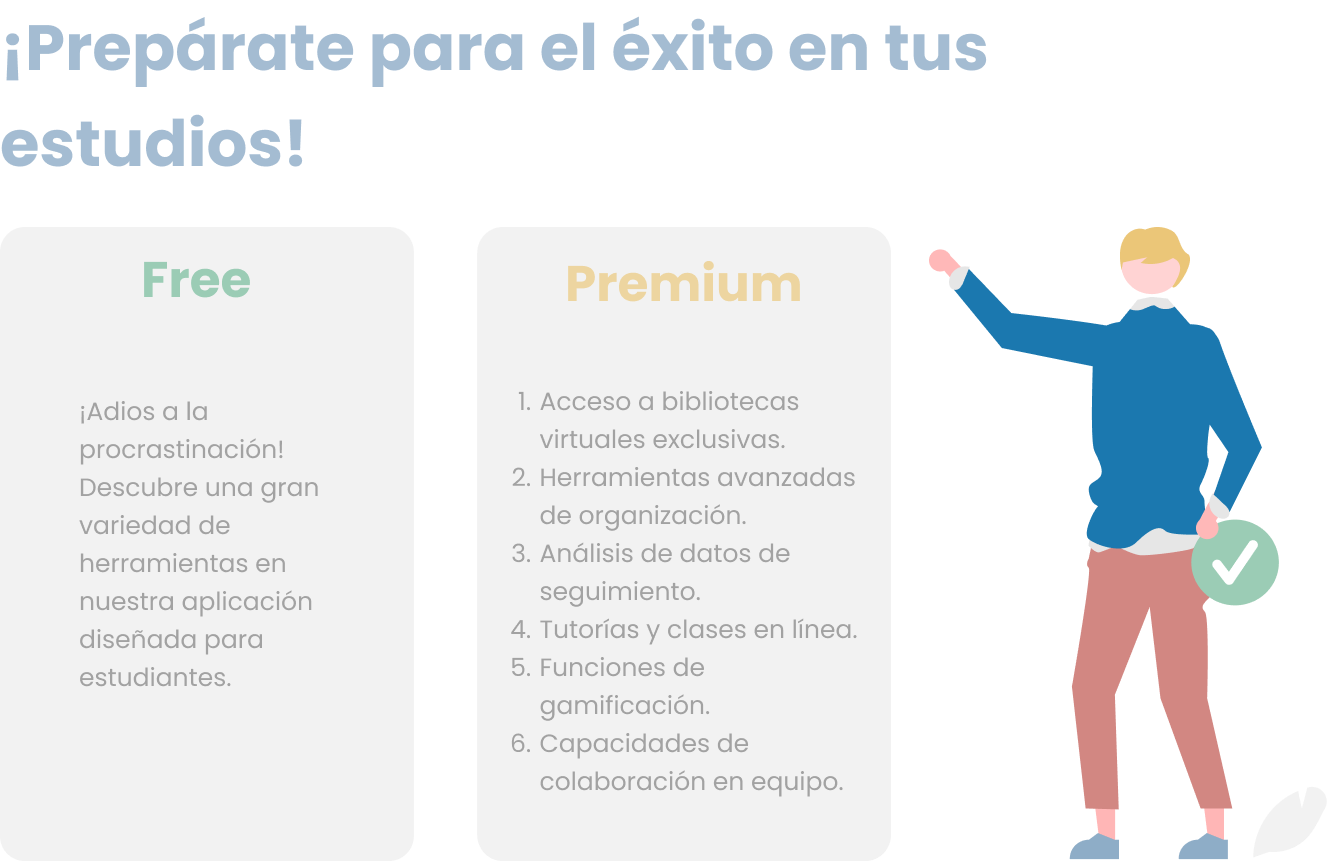 ¡Prepárate para el éxito en tus
estudios!
Free
¡Adios a la
procrastinación!
Descubre una gran
variedad de
herramientas en
nuestra aplicación
diseñada para
estudiantes.
Premium
1. Acceso a bibliotecas
virtuales exclusivas.
2. Herramientas avanzadas
de organización.
3. Análisis de datos de
seguimiento.
4. Tutorías y clases en línea.
5. Funciones de
gamificación.
6. Capacidades de
colaboración en equipo.